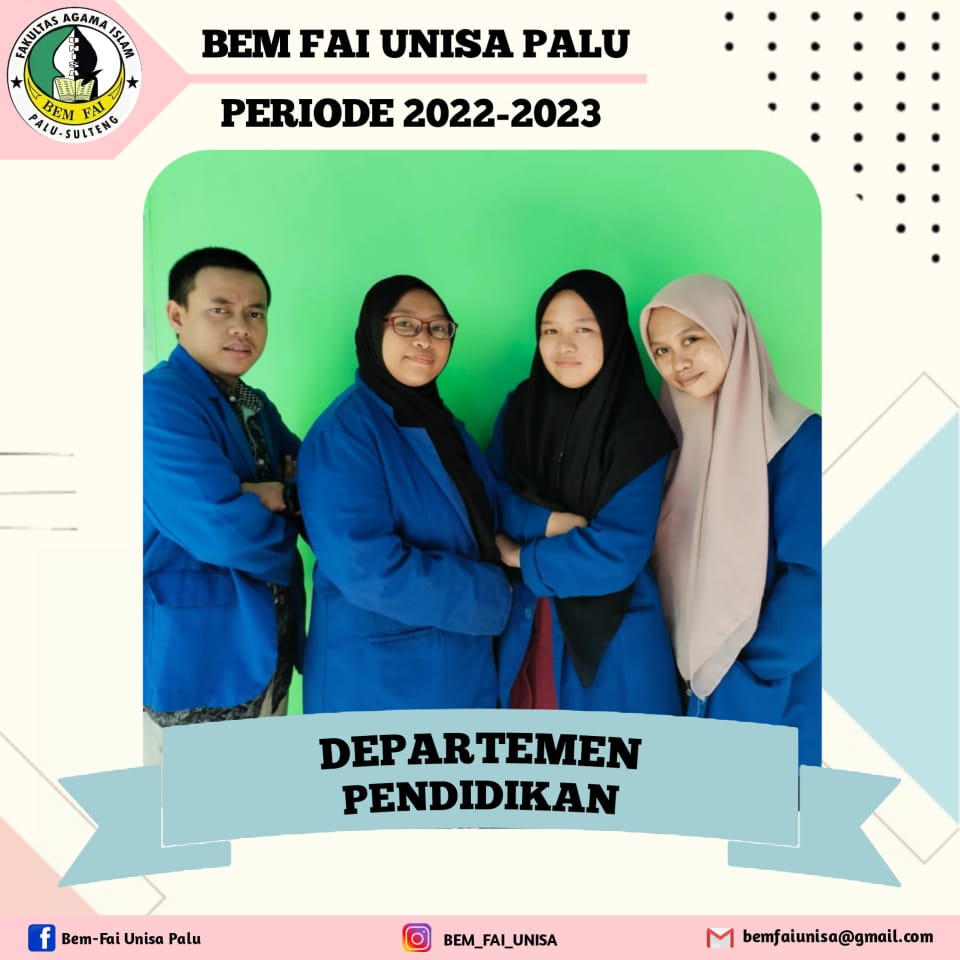 FAKULTAS AGAMA ISLAM
BEM FAI
PALU-SULTENG
BEM FAI UNISA PALU
PERIODE 2022-2023
DEPARTEMEN
PENDIDIKAN
Bem-Fai Unisa Palu
BEM_FAI_UNISA
bemfaiunisa@gmail.com